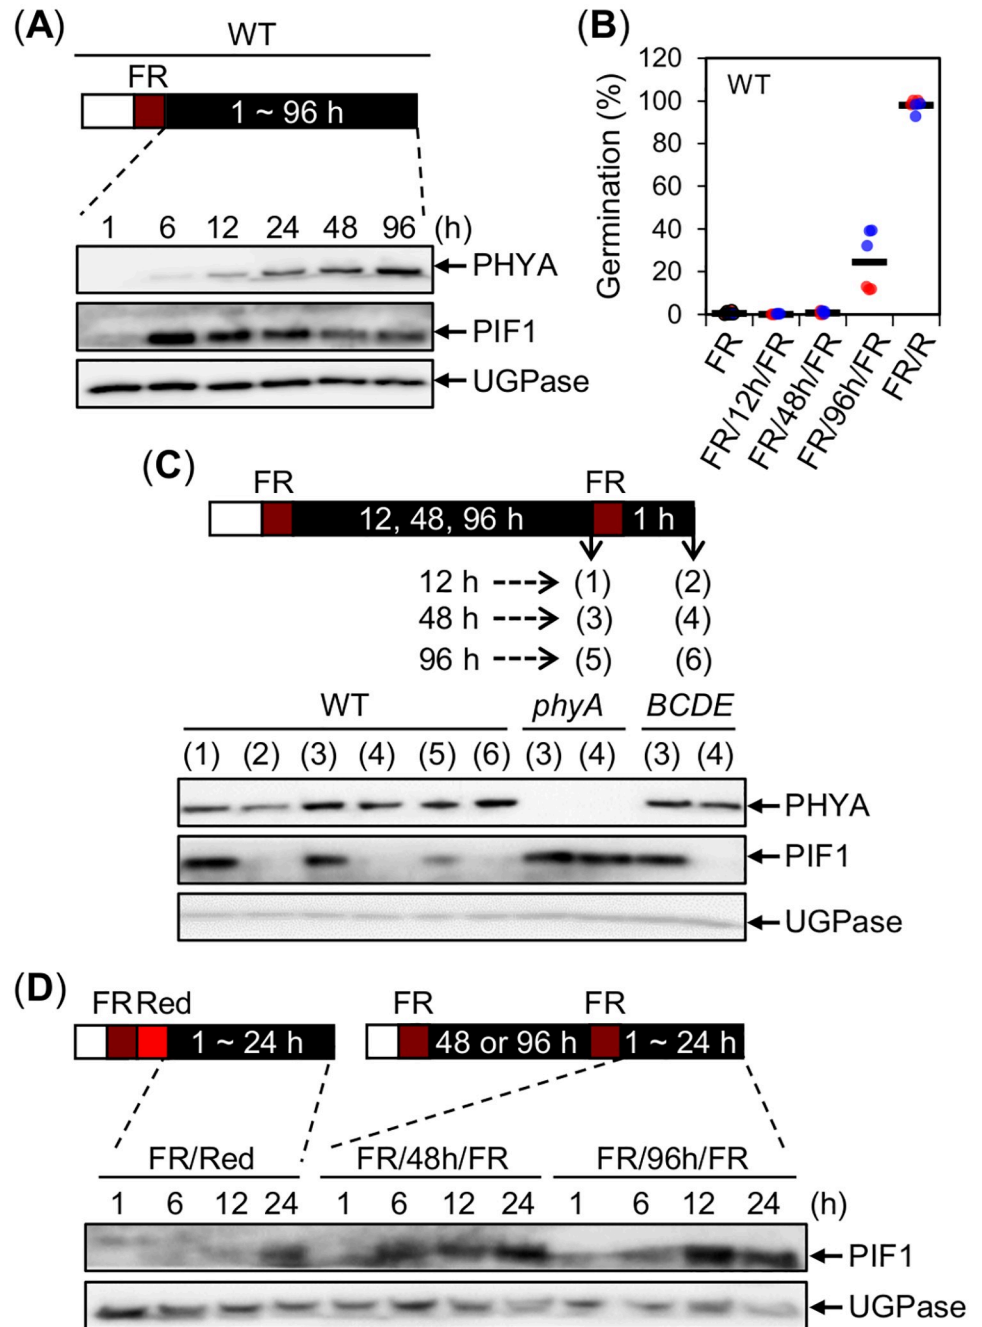 (A)
WT
FR
1 ~ 96 h
1 6 12 24 48 96 (h)
PHYA
PIF1
UGPase
(B)
120
WT
100
80
60
40
20
0
Germination (%)
FR
FR/12h/FR
FR/48h/FR
FR/96h/FR
FR/R
(C)
FR FR
12, 48, 96 h 1 h
12 h (1) (2)
48 h (3) (4)
96 h (5) (6)
WT phyA BCDE
(1) (2) (3) (4) (5) (6) (3) (4) (3) (4)
PHYA
PIF1
UGPase
(D)
FR Red FR FR
1 ~ 24 h 48 or 96 h 1 ~ 24 h
FR/Red FR/48h/FR FR/96h/FR
1 6 12 24 1 6 12 24 1 6 12 24 (h)
PIF1
UGPase